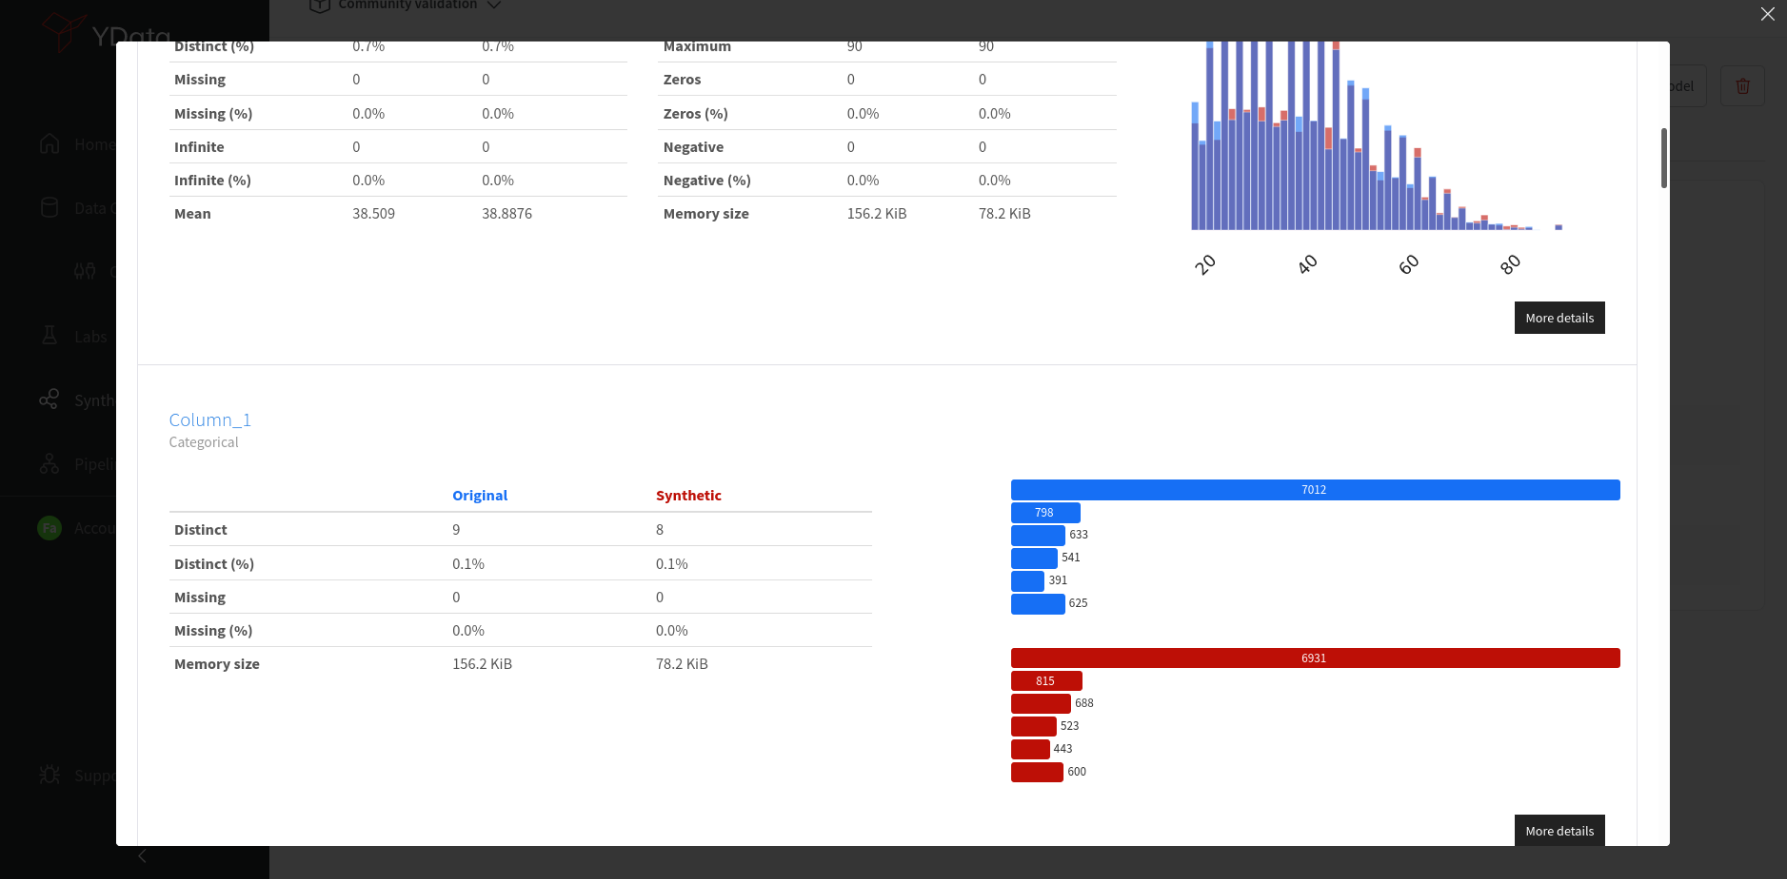 Community validation
YData
Distinct (%) 0.7% 0.7% Maximum 90 90
Missing 0 0 Zeros 0 0
Missing (%) 0.0% 0.0% Zeros (%) 0.0% 0.0%
Infinite 0 0 Negative 0 0
Infinite (%) 0.0% 0.0% Negative (%) 0.0% 0.0%
Mean 38.509 38.8876 Memory size 156.2 KiB 78.2 KiB
20 40 60 80
More details
odel
Home
Data C
Labs
Synth
Pipeli
Fa Accou
Suppo
Column_1
Categorical
Original Synthetic
Distinct 9 8
Distinct (%) 0.1% 0.1%
Missing 0 0
Missing (%) 0.0% 0.0%
Memory size 156.2 KiB 78.2 KiB
7012
798
633
541
391
625
6931
815
688
523
443
600
More details